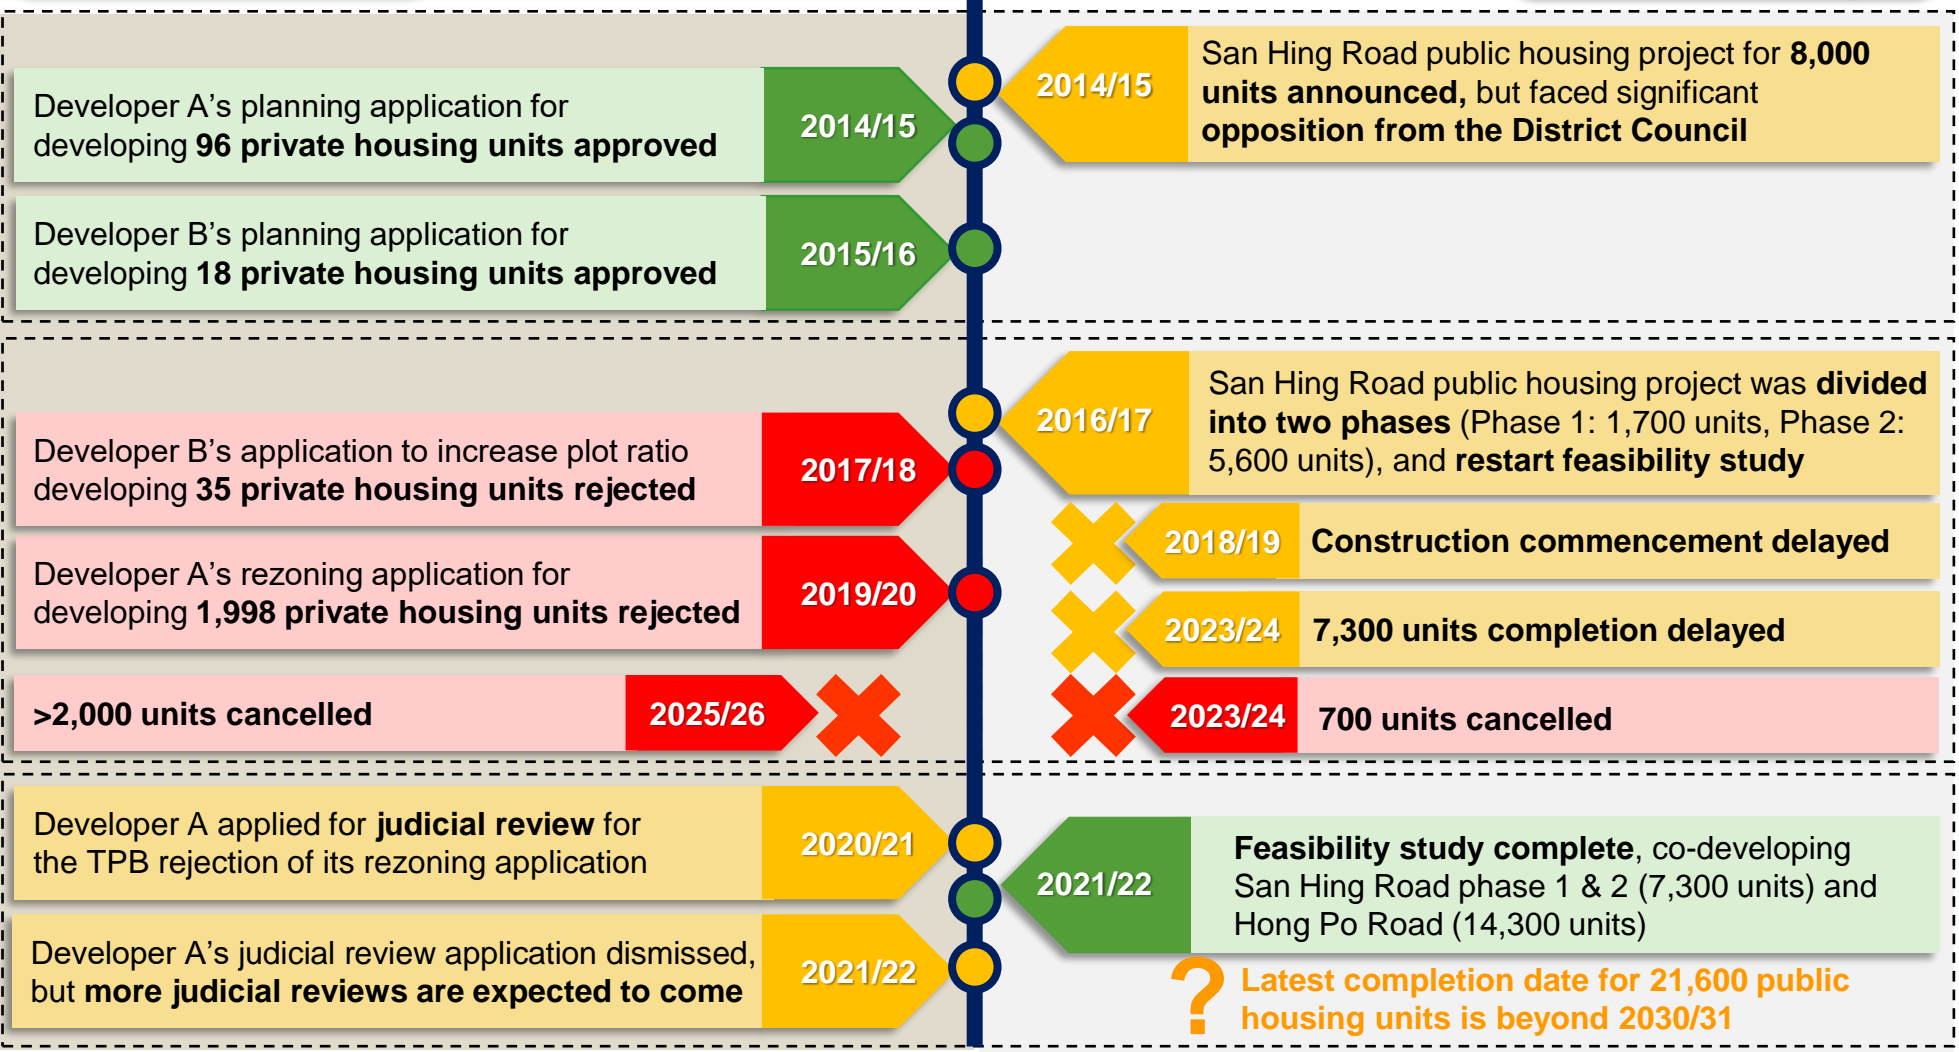 Developer A's planning application for
developing 96 private housing units approved
2014/15
Developer B's planning application for
developing 18 private housing units approved
2015/16
2014/15
San Hing Road public housing project for 8,000
units announced, but faced significant
opposition from the District Council
Developer B's application to increase plot ratio
developing 35 private housing units rejected
2017/18
Developer A's rezoning application for
developing 1,998 private housing units rejected
2019/20
>2,000 units cancelled
2025/26
2016/17
San Hing Road public housing project was divided
into two phases (Phase 1: 1,700 units, Phase 2:
5,600 units), and restart feasibility study
2018/19
Construction commencement delayed
2023/24
7,300 units completion delayed
2023/24
700 units cancelled
Developer A applied for judicial review for
the TPB rejection of its rezoning application
2020/21
Developer A's judicial review application dismissed,
but more judicial reviews are expected to come
2021/22
2021/22
Feasibility study complete, co-developing
San Hing Road phase 1 & 2 (7,300 units) and
Hong Po Road (14,300 units)
?
Latest completion date for 21,600 public
housing units is beyond 2030/31